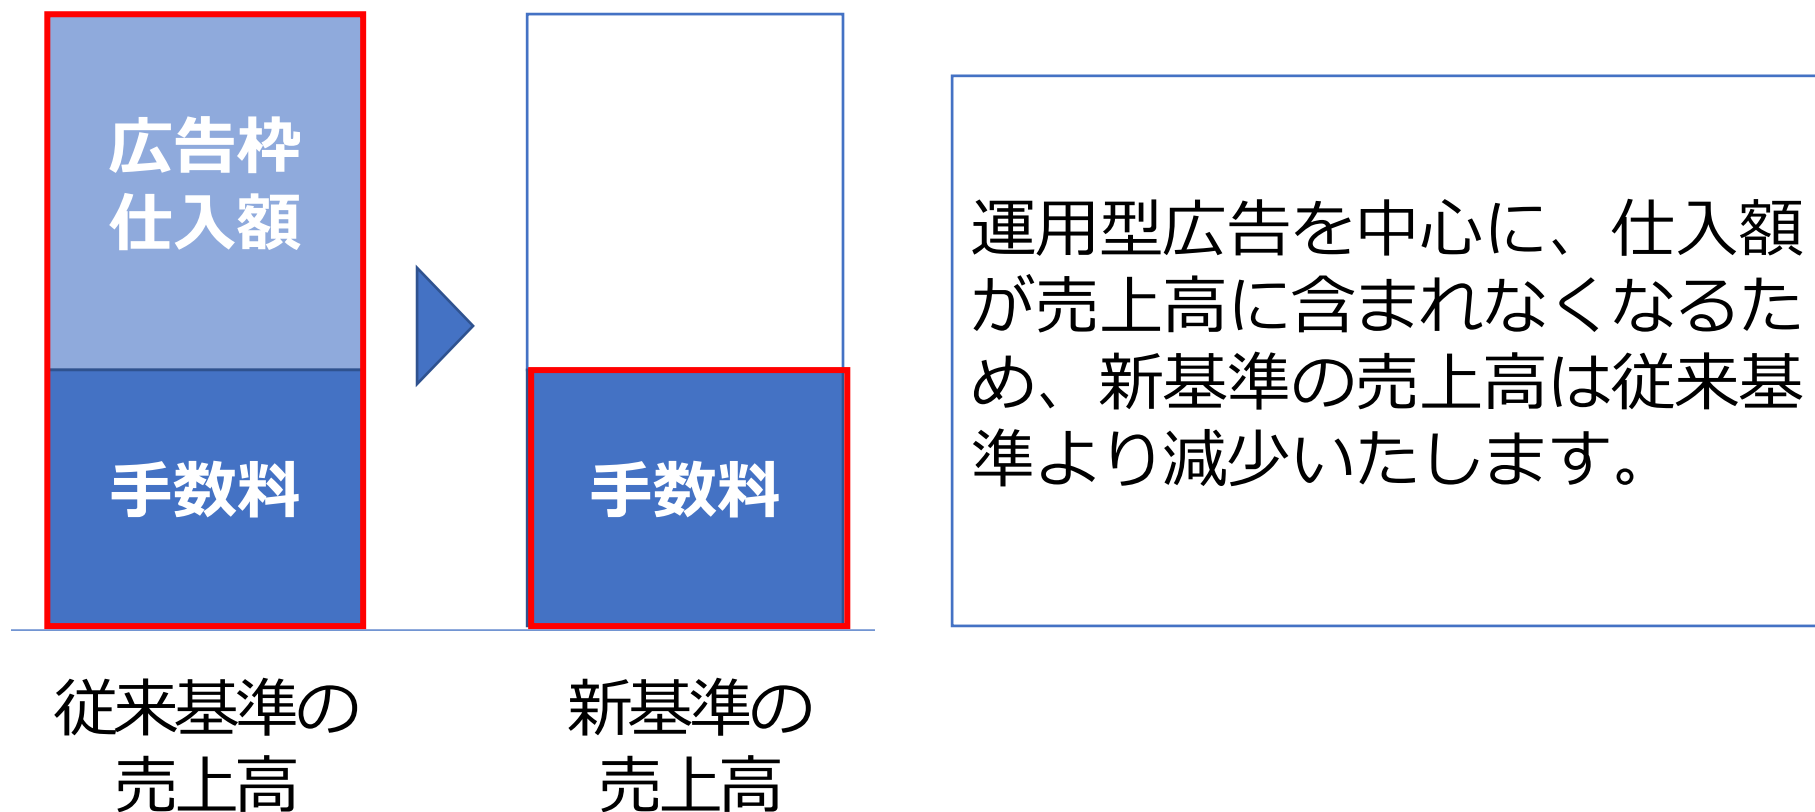 広告枠
仕入額
手数料
従来基準の
売上高
手数料
新基準の
売上高
運用型広告を中心に、仕入額
が売上高に含まれなくなるた
め、新基準の売上高は従来基
準より減少いたします。